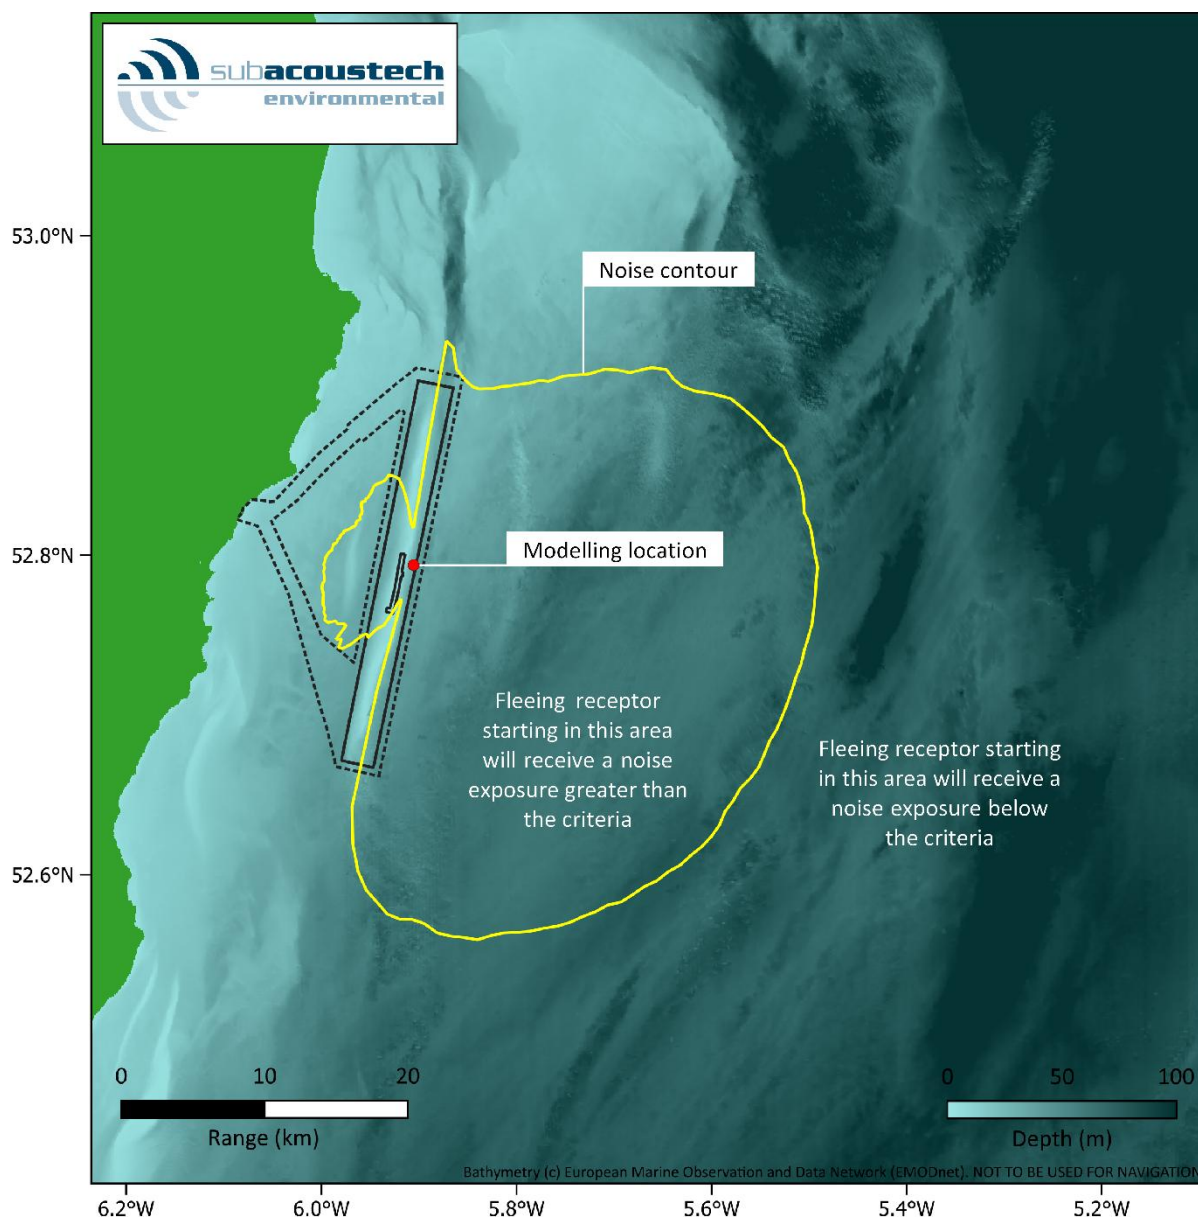 subacoustech
environmental
53.0°N
Noise contour
52.8°N
Modelling location
Fleeing receptor
starting in this area
will receive a noise
exposure greater than
the criteria
Fleeing receptor starting
in this area will receive a
noise exposure below
the criteria
52.6°N
0 10 20
Range (km)
0 50 100
Depth (m)
Bathymetry (c) European Marine Observation and Data Network (EMODnet). NOT TO BE USED FOR NAVIGATION
6.2°W 6.0°W 5.8°W 5.6°W 5.4°W 5.2°W